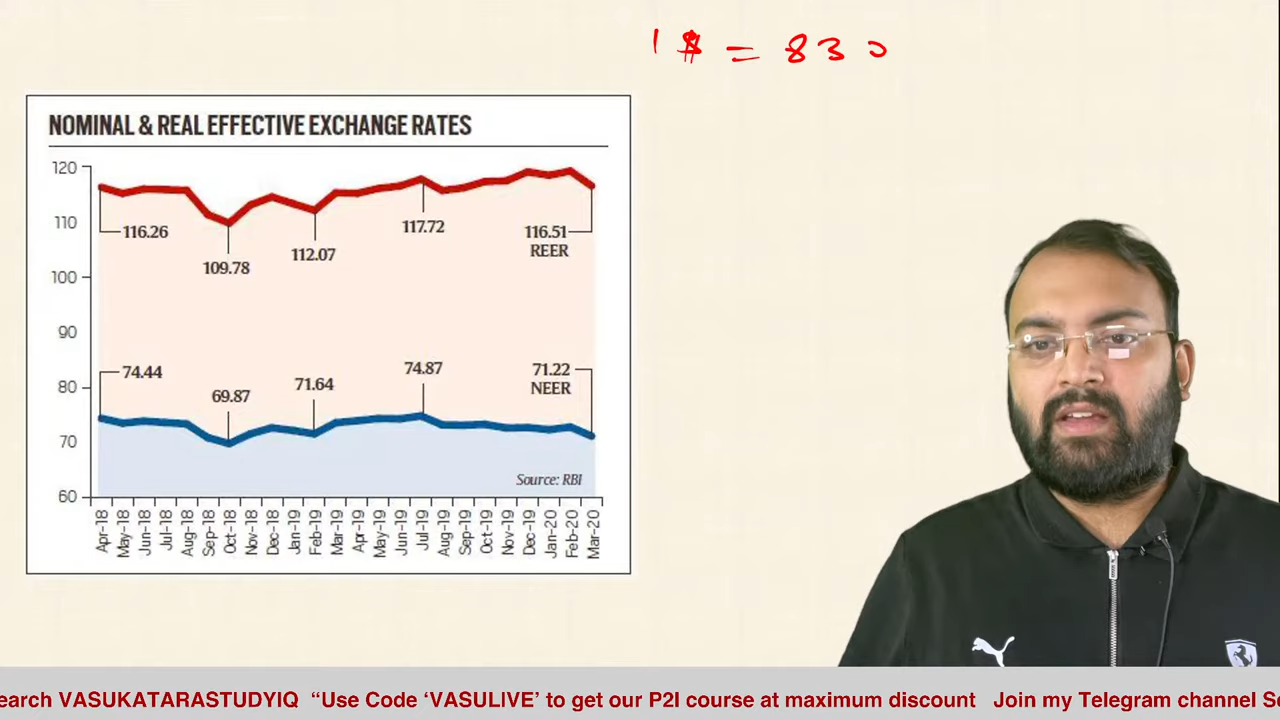 1 $ = 83 0
NOMINAL & REAL EFFECTIVE EXCHANGE RATES
120
110
100
90
80
70
60
116.26
109.78
112.07
117.72
116.51
REER
74.44
69.87
71.64
74.87
71.22
NEER
Source: RBI
Apr-18
May-18
Jun-18
Jul-18
Aug-18
Sep-18
Oct-18
Nov-18
Dec-18
Jan-19
Feb-19
Mar-19
Apr-19
May-19
Jun-19
Jul-19
Aug-19
Sep-19
Oct-19
Nov-19
Dec-19
Jan-20
Feb-20
Mar-20
earch VASUKATARASTUDYIQ “Use Code ‘VASULIVE’ to get our P2I course at maximum discount Join my Telegram channel S